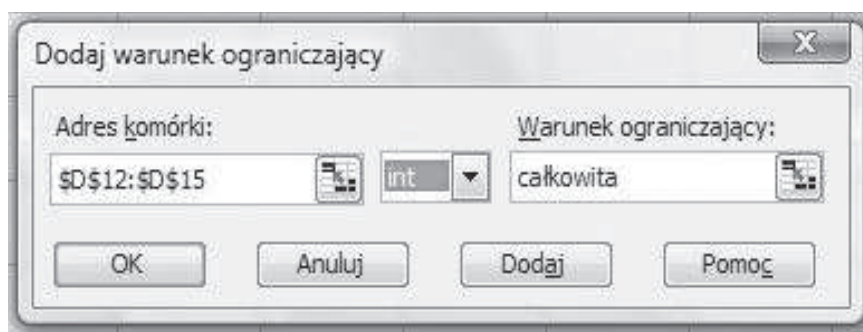 Dodaj warunek ograniczający
X
Adres komórki:
Warunek ograniczający:
$D$12:$D$15
int
całkowita
OK
Anuluj
Dodaj
Pomoc